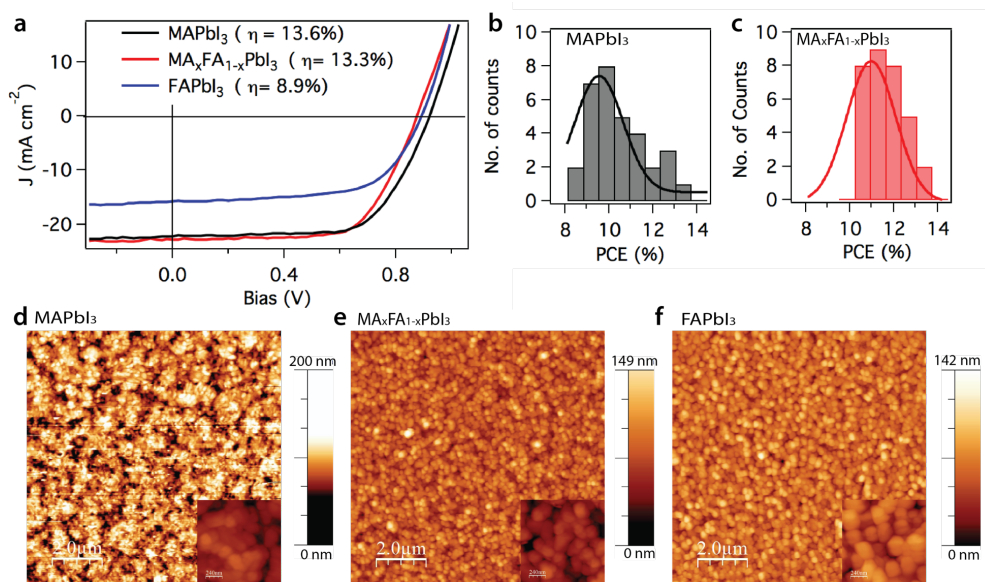 a
MAPbI₃ ( η = 13.6%)
MAₓFA₁₋ₓPbI₃ ( η= 13.3%)
FAPbI₃ ( η= 8.9%)
J (mA cm⁻²)
10
0
-10
-20
0.0
0.4
0.8
Bias (V)
b
MAPbI₃
No. of counts
10
8
6
4
2
0
8
10
12
14
PCE (%)
c
MAₓFA₁₋ₓPbI₃
No. of Counts
10
8
6
4
2
0
8
10
12
14
PCE (%)
d MAPbI₃
200 nm
0 nm
2.0µm
240nm
e MAₓFA₁₋ₓPbI₃
149 nm
0 nm
2.0µm
240nm
f FAPbI₃
142 nm
0 nm
2.0µm
240nm